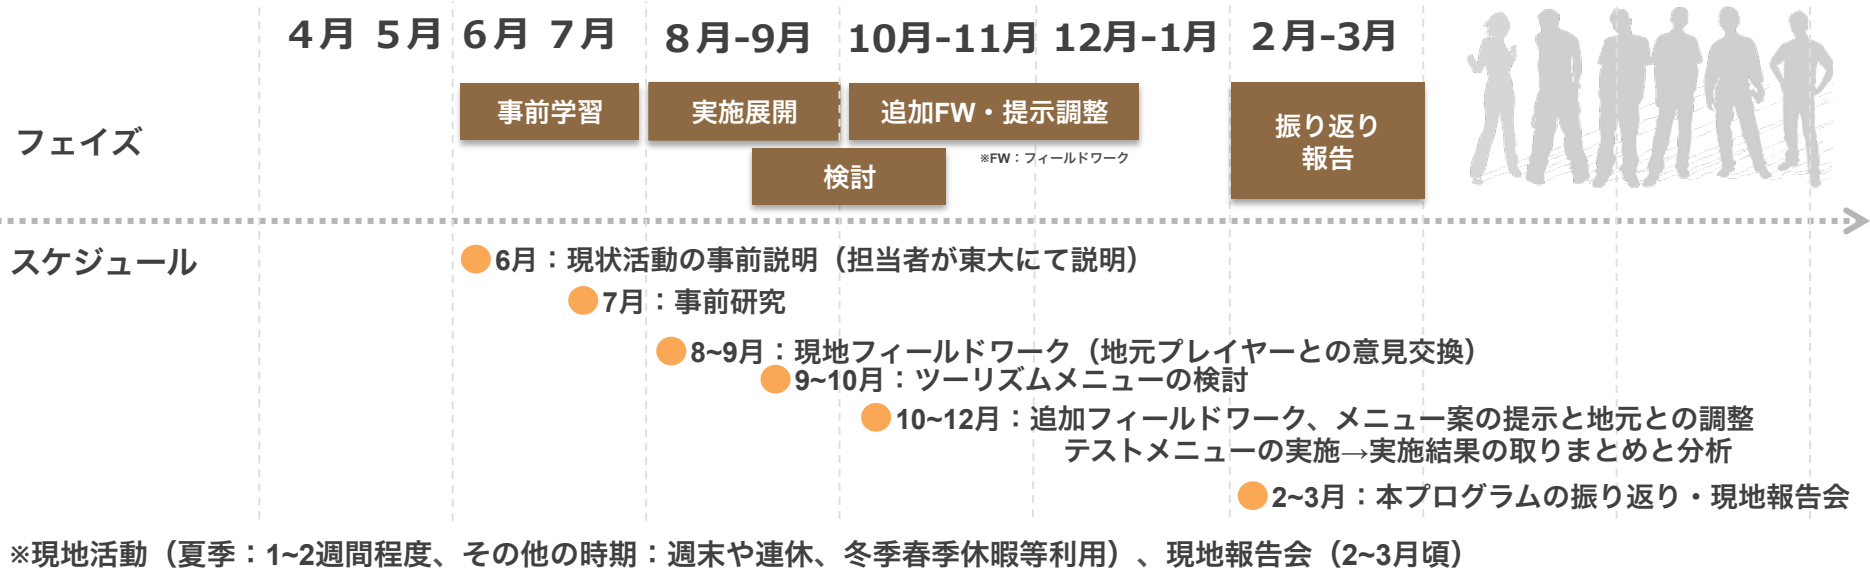 ４月 ５月 ６月 ７月 ８月-9月 10月-11月 12月-1月 ２月-3月
フェイズ
事前学習
実施展開
追加FW・提示調整
振り返り
報告
※FW：フィールドワーク
検討
スケジュール
6月：現状活動の事前説明（担当者が東大にて説明）
7月：事前研究
8~9月：現地フィールドワーク（地元プレイヤーとの意見交換）
9~10月：ツーリズムメニューの検討
10~12月：追加フィールドワーク、メニュー案の提示と地元との調整
テストメニューの実施→実施結果の取りまとめと分析
2~3月：本プログラムの振り返り・現地報告会
※現地活動（夏季：1~2週間程度、その他の時期：週末や連休、冬季春季休暇等利用）、現地報告会（2~3月頃）